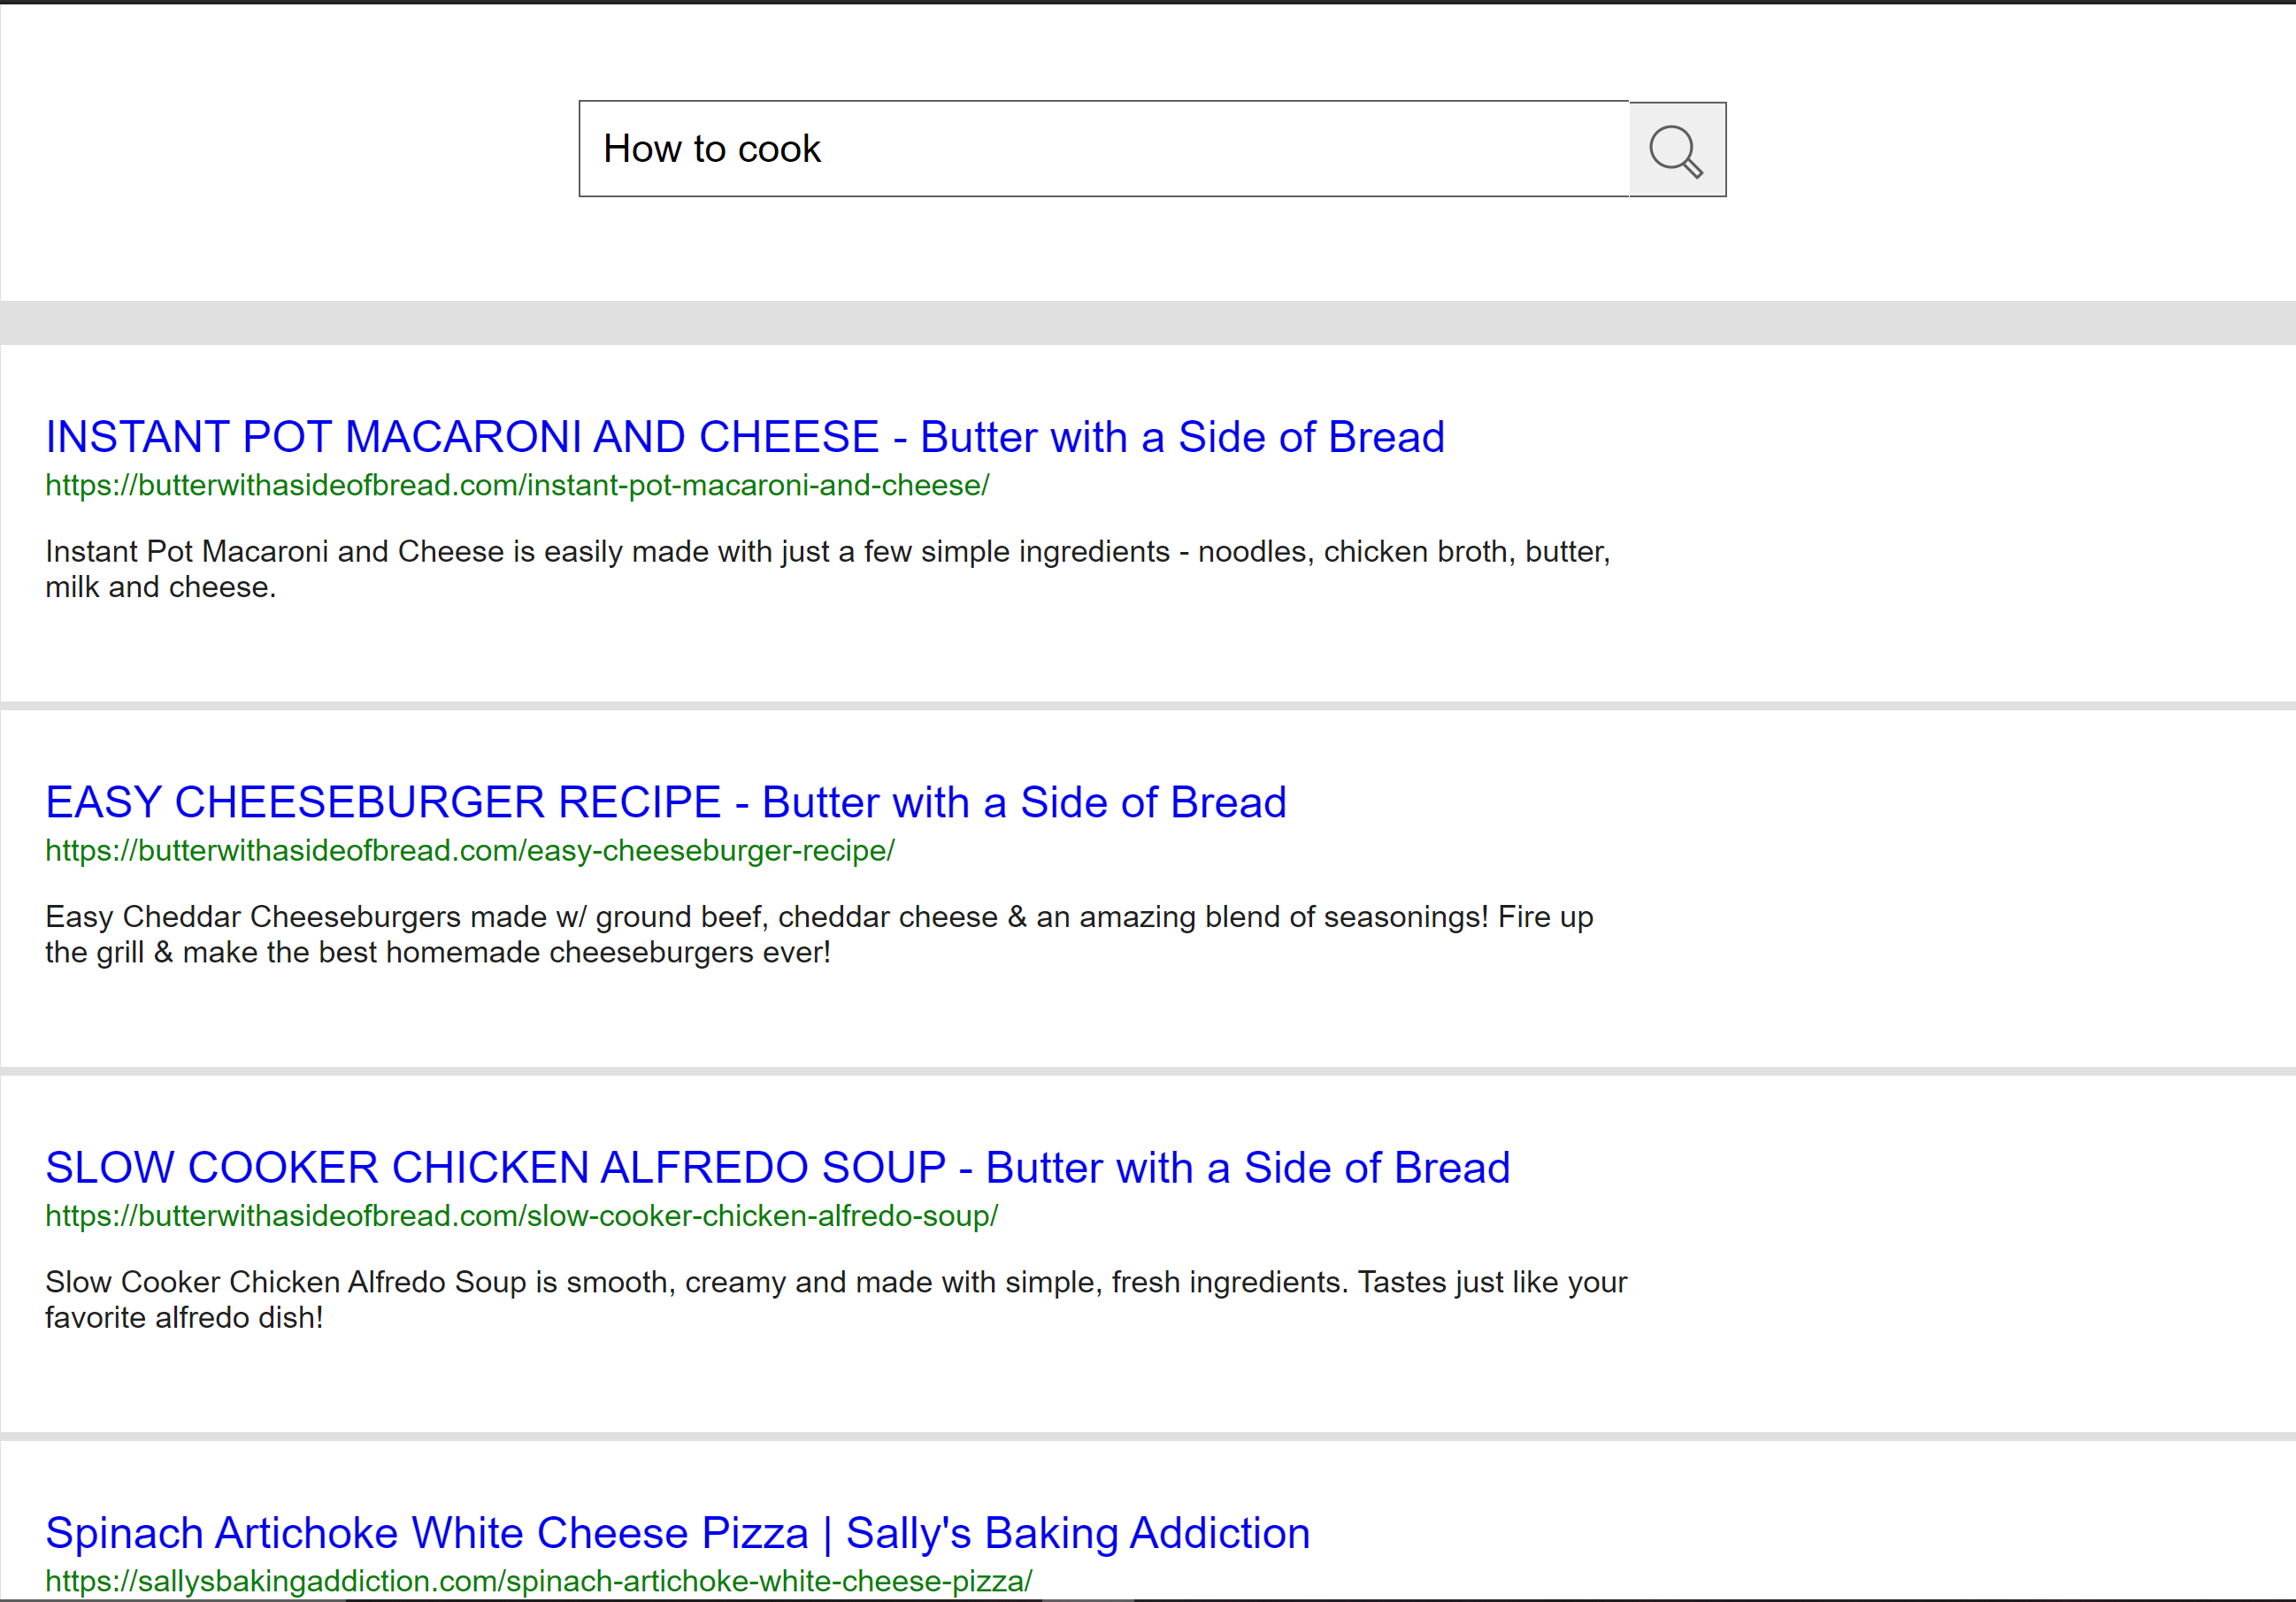 How to cook
INSTANT POT MACARONI AND CHEESE - Butter with a Side of Bread
https://butterwithasideofbread.com/instant-pot-macaroni-and-cheese/
Instant Pot Macaroni and Cheese is easily made with just a few simple ingredients - noodles, chicken broth, butter,
milk and cheese.
EASY CHEESEBURGER RECIPE - Butter with a Side of Bread
https://butterwithasideofbread.com/easy-cheeseburger-recipe/
Easy Cheddar Cheeseburgers made w/ ground beef, cheddar cheese & an amazing blend of seasonings! Fire up
the grill & make the best homemade cheeseburgers ever!
SLOW COOKER CHICKEN ALFREDO SOUP - Butter with a Side of Bread
https://butterwithasideofbread.com/slow-cooker-chicken-alfredo-soup/
Slow Cooker Chicken Alfredo Soup is smooth, creamy and made with simple, fresh ingredients. Tastes just like your
favorite alfredo dish!
Spinach Artichoke White Cheese Pizza | Sally's Baking Addiction
https://sallysbakingaddiction.com/spinach-artichoke-white-cheese-pizza/